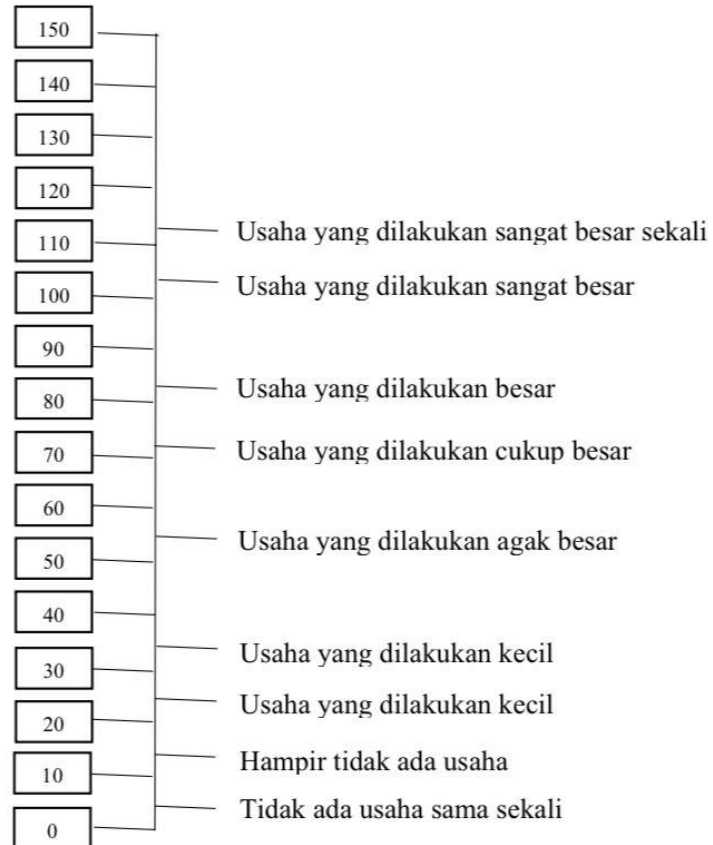 150
140
130
120
110
Usaha yang dilakukan sangat besar sekali
100
Usaha yang dilakukan sangat besar
90
80
Usaha yang dilakukan besar
70
Usaha yang dilakukan cukup besar
60
50
Usaha yang dilakukan agak besar
40
30
Usaha yang dilakukan kecil
20
Usaha yang dilakukan kecil
10
Hampir tidak ada usaha
0
Tidak ada usaha sama sekali